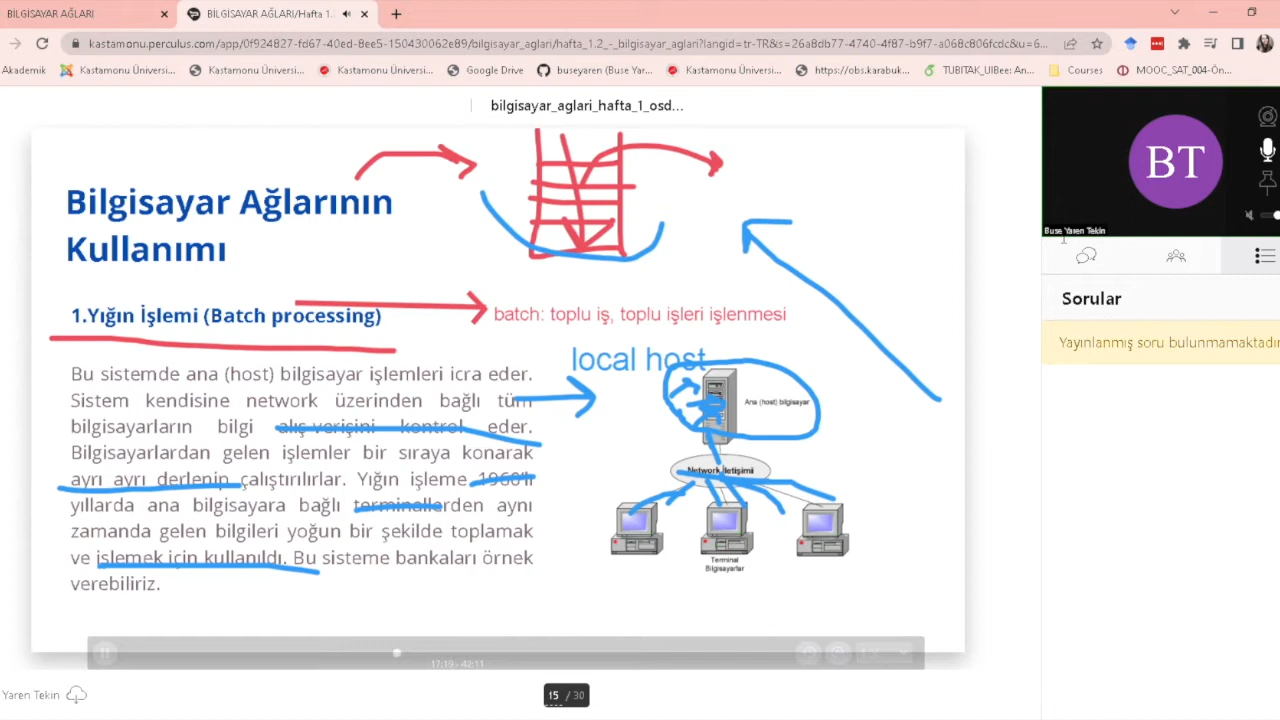 BİLGİSAYAR AĞLARI
BİLGİSAYAR AĞLARI/Hafta 1.
kastamonu.perculus.com/app/0f924827-fd67-40ed-8ee5-150430062e89/bilgisayar_aglari/hafta_1.2_-_bilgisayar_aglari?langid=tr-TR&s=26a8db77-4740-4f87-b9f7-a068c806fcdc&u=6...
Akademik
Kastamonu Üniversi...
Kastamonu Üniversi...
Kastamonu Üniversi...
Google Drive
buseyaren (Buse Yar...
Kastamonu Üniversi...
https://obs.karabuk...
TUBITAK_UIBee: An...
Courses
MOOC_SAT_004-Ön...
bilgisayar_aglari_hafta_1_osd...
Bilgisayar Ağlarının
Kullanımı
1.Yığın İşlemi (Batch processing)
batch: toplu iş, toplu işleri işlenmesi
Bu sistemde ana (host) bilgisayar işlemleri icra eder.
Sistem kendisine network üzerinden bağlı tüm
bilgisayarların bilgi alış-verişini kontrol eder.
Bilgisayarlardan gelen işlemler bir sıraya konarak
ayrı ayrı derlenip çalıştırılırlar. Yığın işleme 1960'lı
yıllarda ana bilgisayara bağlı terminallerden aynı
zamanda gelen bilgileri yoğun bir şekilde toplamak
ve işlemek için kullanıldı. Bu sisteme bankaları örnek
verebiliriz.
local host
Ana (host) bilgisayar
Network İletişimi
Terminal
Bilgisayarlar
17:19 - 42:11
Yaren Tekin
15 / 30
BT
Buse Yaren Tekin
Sorular
Yayınlanmış soru bulunmamaktadır